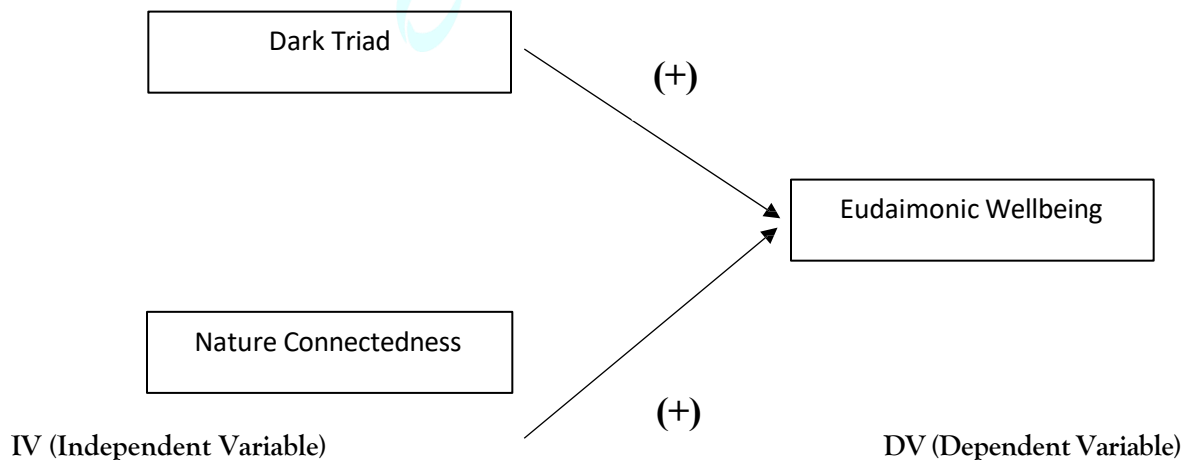 Dark Triad
(+)
Eudaimonic Wellbeing
Nature Connectedness
(+)
IV (Independent Variable)
DV (Dependent Variable)